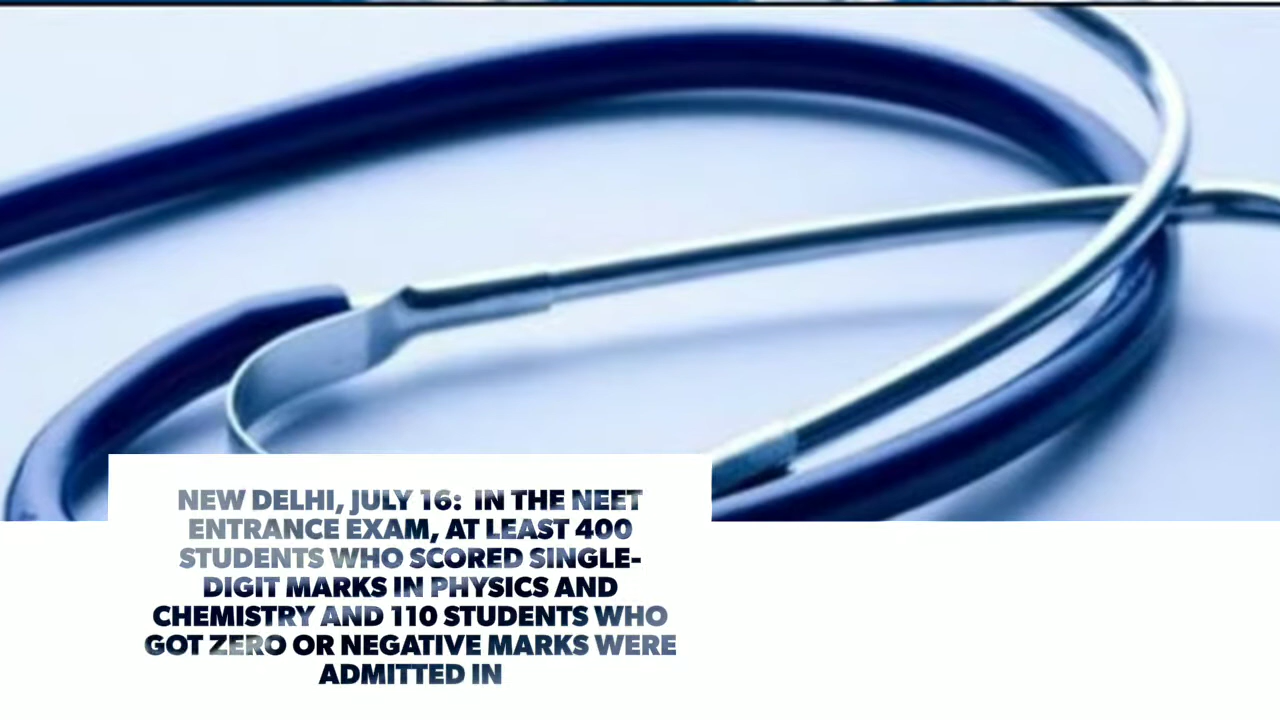 NEW DELHI, JULY 16: IN THE NEET
ENTRANCE EXAM, AT LEAST 400
STUDENTS WHO SCORED SINGLE-
DIGIT MARKS IN PHYSICS AND
CHEMISTRY AND 110 STUDENTS WHO
GOT ZERO OR NEGATIVE MARKS WERE
ADMITTED IN